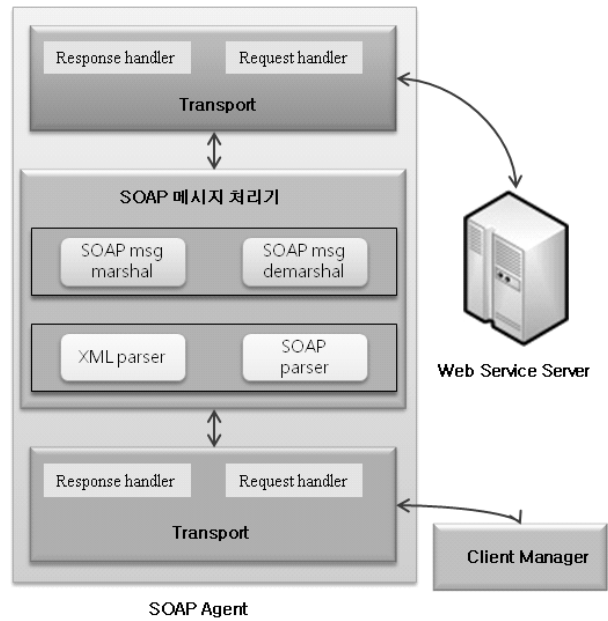 Response handler
Request handler
Transport
SOAP 메시지 처리기
SOAP msg
marshal
SOAP msg
demarshal
XML parser
SOAP
parser
Web Service Server
Response handler
Request handler
Transport
Client Manager
SOAP Agent